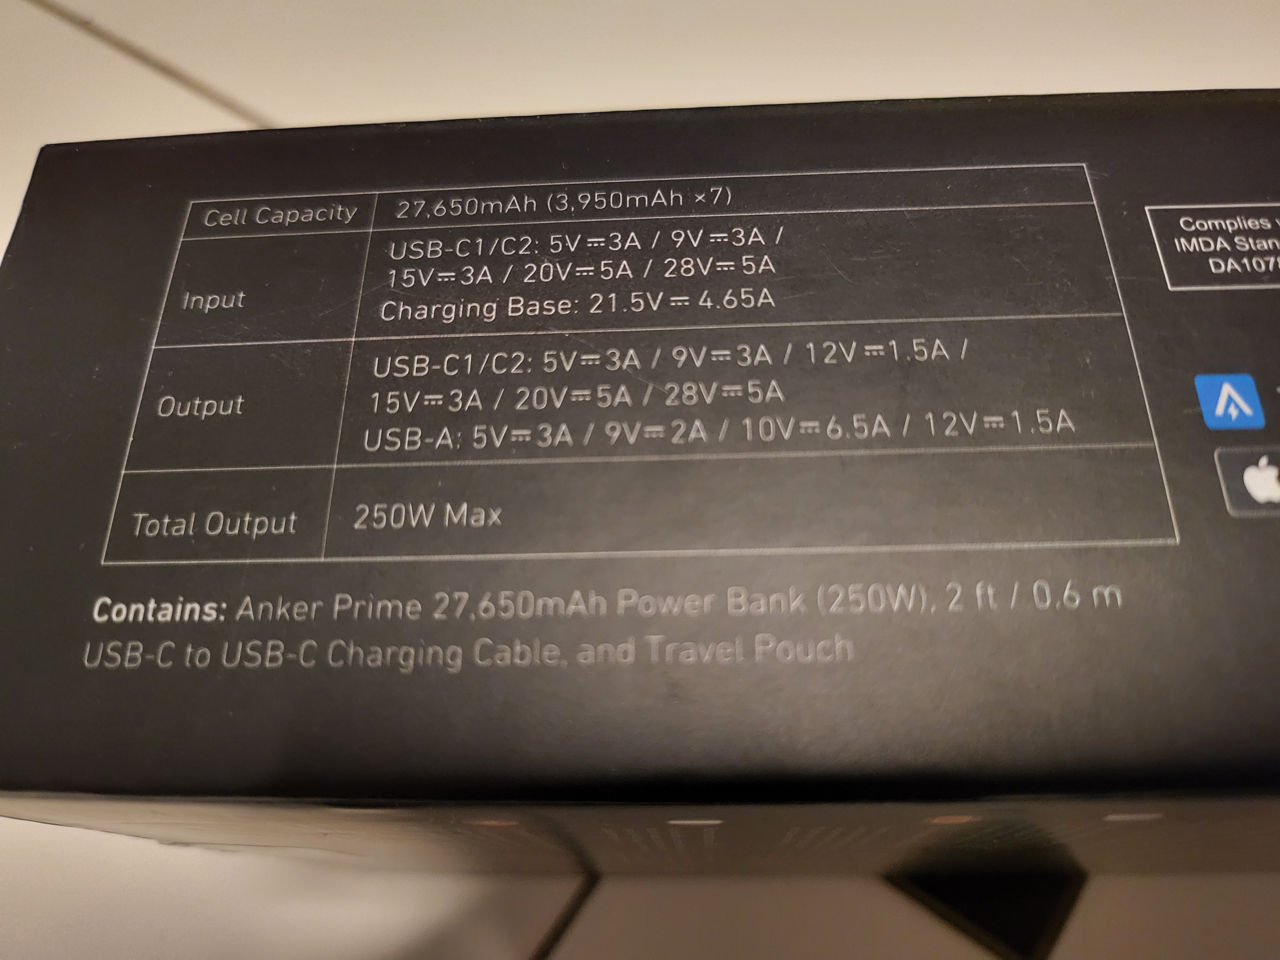 Cell Capacity
27,650mAh (3,950mAh ×7)
Input
USB-C1/C2: 5V⎓3A / 9V⎓3A /
15V⎓3A / 20V⎓5A / 28V⎓5A
Charging Base: 21.5V⎓ 4.65A
Output
USB-C1/C2: 5V⎓3A / 9V⎓3A / 12V⎓1.5A /
15V⎓3A / 20V⎓5A / 28V⎓5A
USB-A: 5V⎓3A / 9V⎓2A / 10V⎓6.5A / 12V⎓1.5A
Total Output
250W Max
Contains: Anker Prime 27,650mAh Power Bank (250W), 2 ft / 0.6 m
USB-C to USB-C Charging Cable, and Travel Pouch
Complies
IMDA Stan
DA107